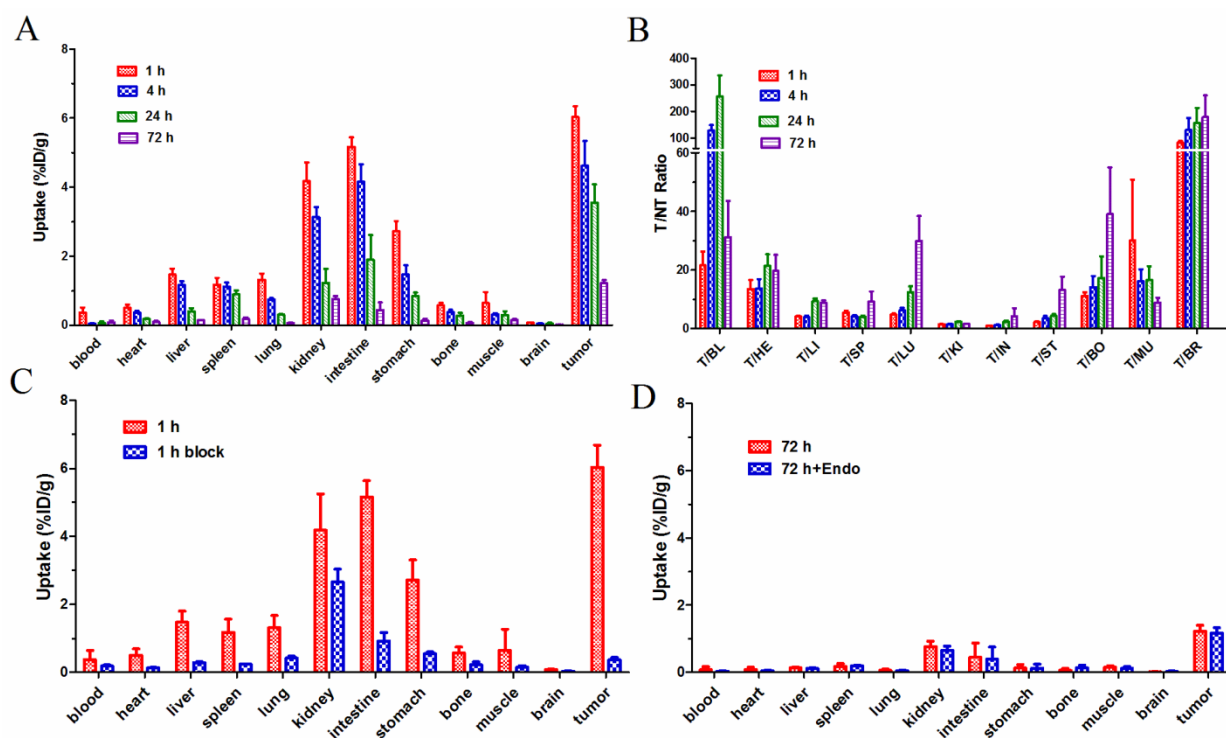 A
Uptake (%ID/g)
8
6
4
2
0
1 h
4 h
24 h
72 h
blood
heart
liver
spleen
lung
kidney
intestine
stomach
bone
muscle
brain
tumor
B
T/NT Ratio
400
300
200
100
60
40
20
0
1 h
4 h
24 h
72 h
T/BL
T/HE
T/LI
T/SP
T/LU
T/KI
T/IN
T/ST
T/BO
T/MU
T/BR
C
Uptake (%ID/g)
8
6
4
2
0
1 h
1 h block
blood
heart
liver
spleen
lung
kidney
intestine
stomach
bone
muscle
brain
tumor
D
Uptake (%ID/g)
8
6
4
2
0
72 h
72 h+Endo
blood
heart
liver
spleen
lung
kidney
intestine
stomach
bone
muscle
brain
tumor